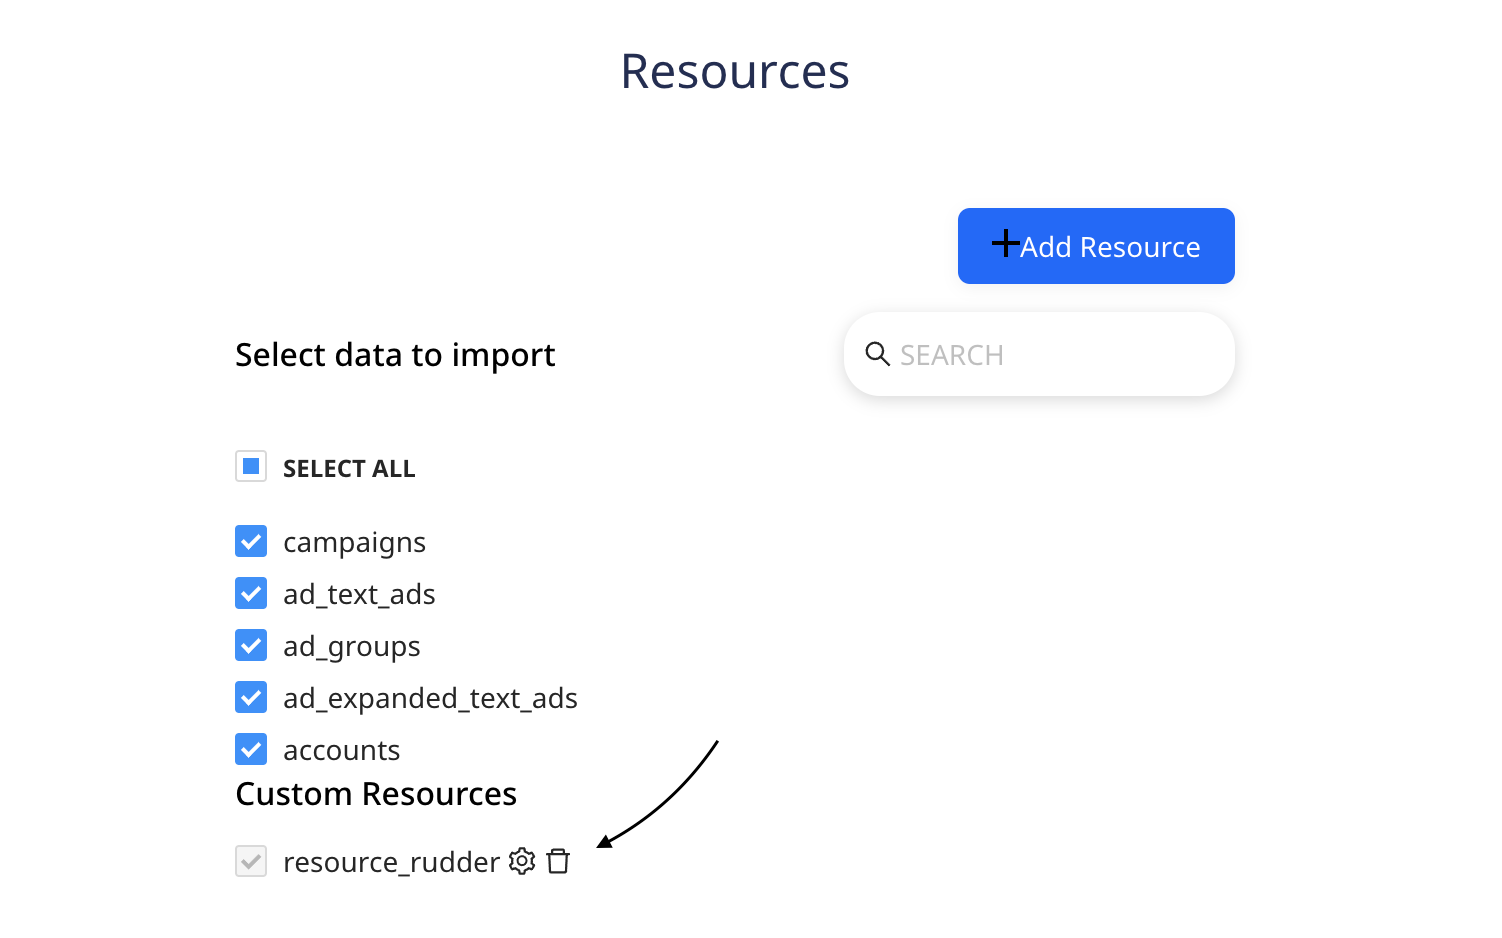 Resources
Add Resource
Select data to import
SEARCH
SELECT ALL
campaigns
ad_text_ads
ad_groups
ad_expanded_text_ads
accounts
Custom Resources
resource_rudder